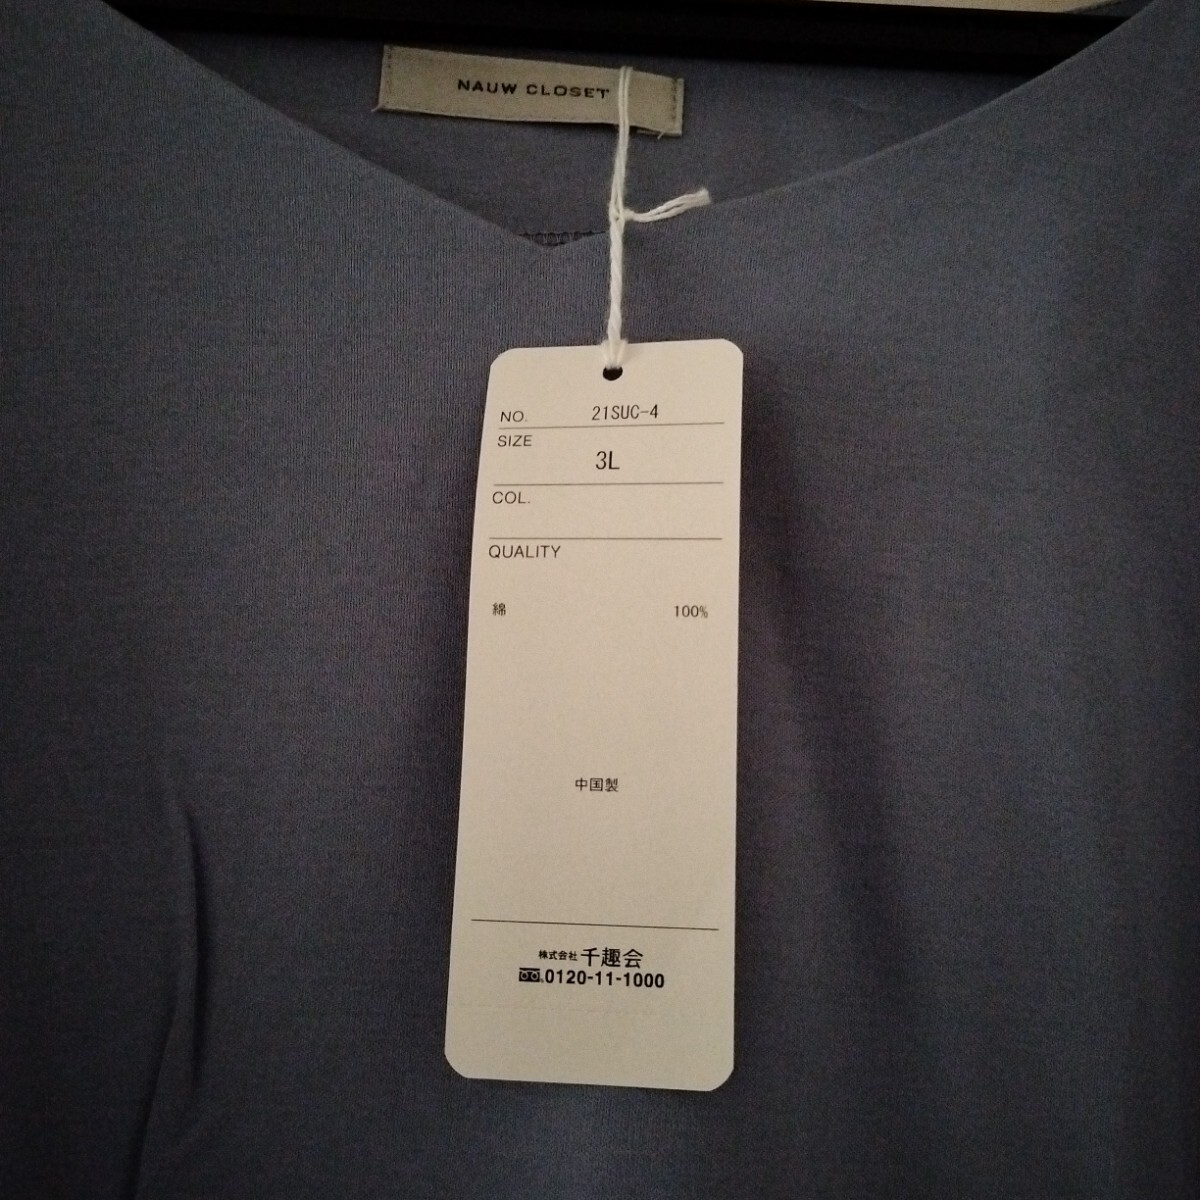 NAUW CLOSET
NO. 21SUC-4
SIZE
3L
COL.
QUALITY
綿 100%
中国製
株式会社 千趣会
0120-11-1000